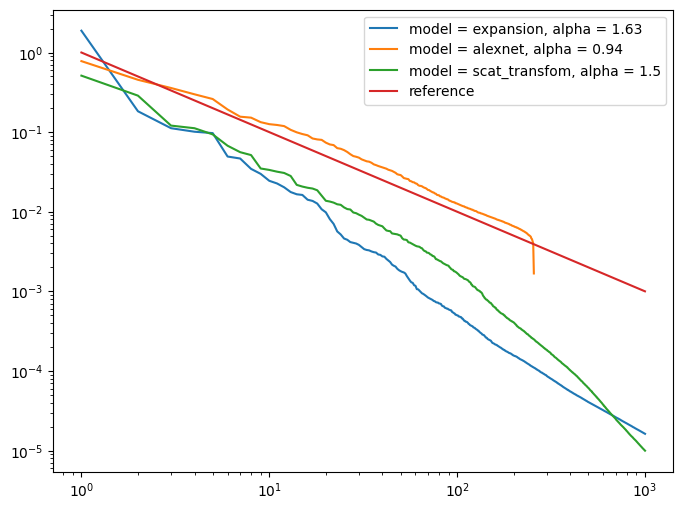 model = expansion, alpha = 1.63
model = alexnet, alpha = 0.94
model = scat_transfom, alpha = 1.5
reference
10⁰
10⁻¹
10⁻²
10⁻³
10⁻⁴
10⁻⁵
10⁰ 10¹ 10² 10³